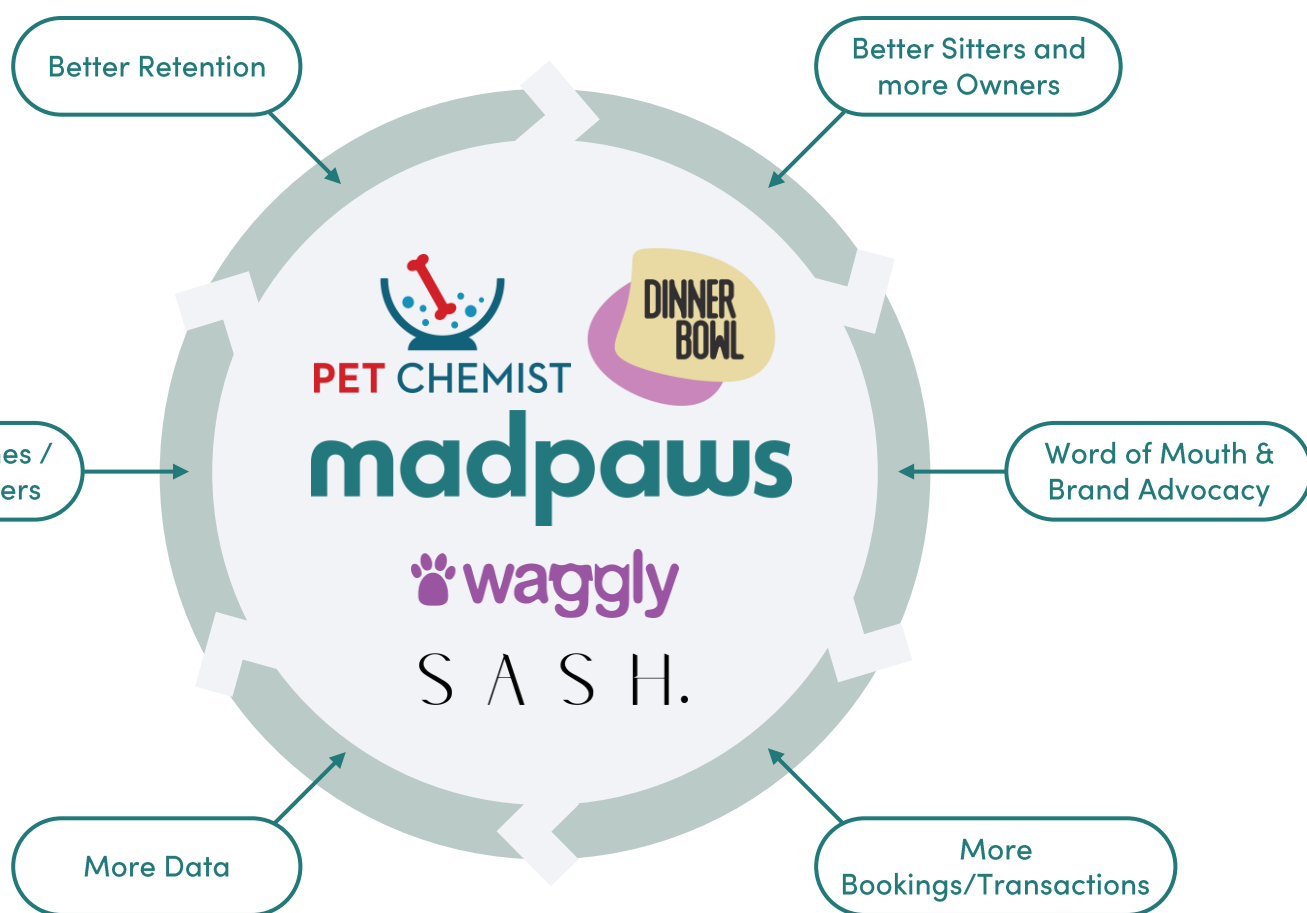 Better Retention
Better Sitters and
more Owners
PET CHEMIST
DINNER
BOWL
madpaws
waggly
SASH.
Word of Mouth &
Brand Advocacy
More Data
More
Bookings/Transactions